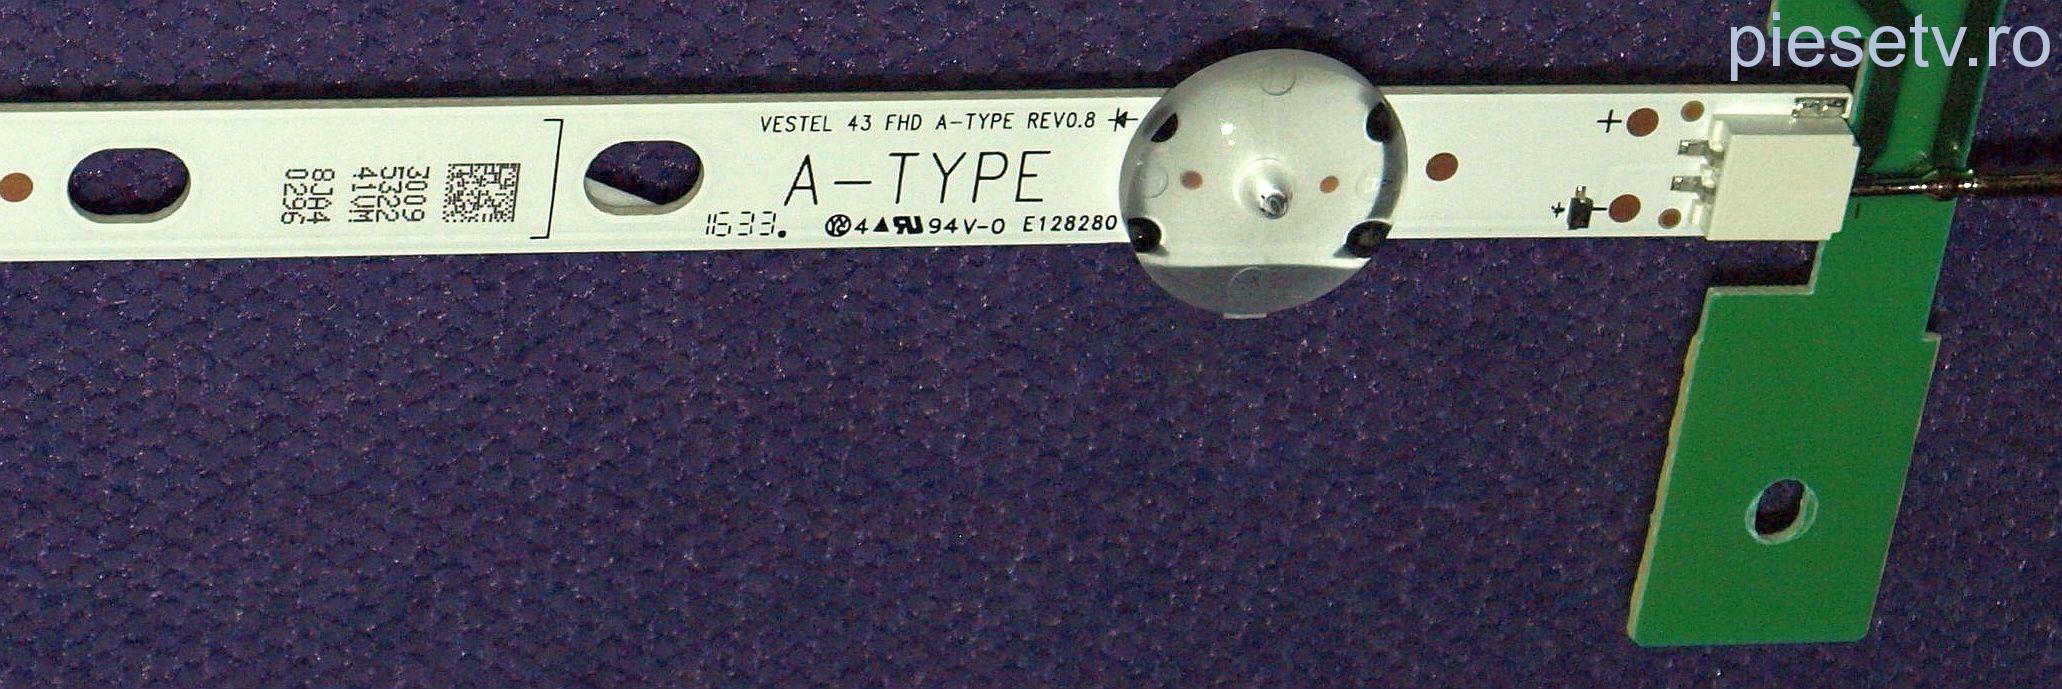 piesetv.ro
VESTEL 43 FHD A-TYPE REV0.8
A-TYPE
1633.
4 94V-0 E128280
3009
5322
41UM
8JA4
0296
+
-